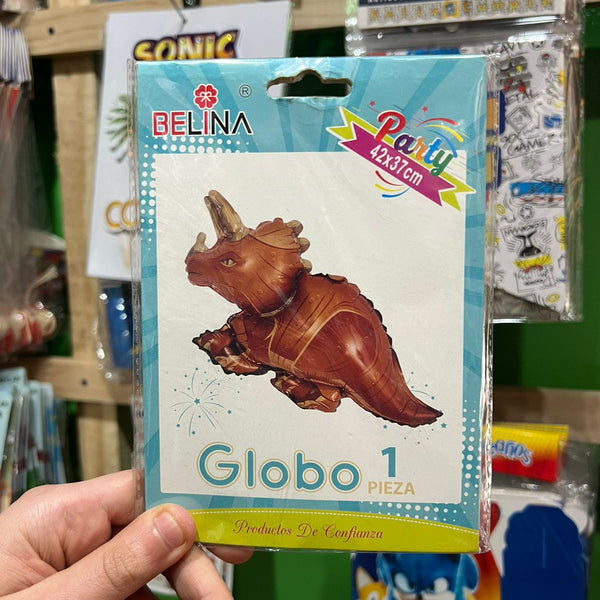 SONIC
BELINA ®
Party
42x37cm
Globo 1
PIEZA
Productos De Confianza